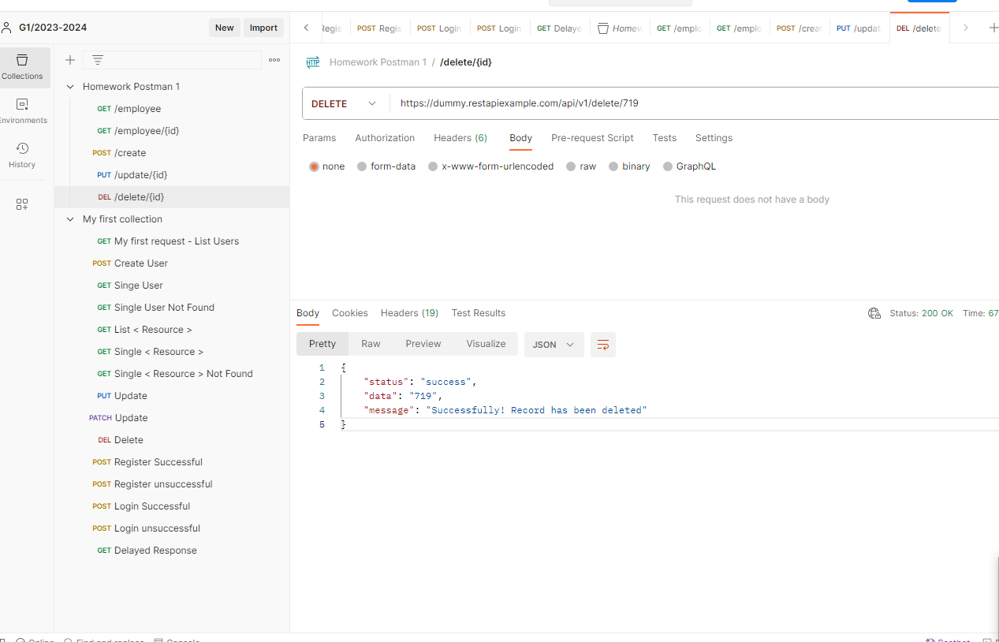 G1/2023-2024
New
Import
POST Regis
POST Login
POST Login
GET Delaye
Homew
GET /emplo
GET /emplo
POST /creat
PUT /updat
DEL /delete
Collections
Environments
History
Homework Postman 1
GET /employee
GET /employee/{id}
POST /create
PUT /update/{id}
DEL /delete/{id}
My first collection
GET My first request - List Users
POST Create User
GET Singe User
GET Single User Not Found
GET List < Resource >
GET Single < Resource >
GET Single < Resource > Not Found
PUT Update
PATCH Update
DEL Delete
POST Register Successful
POST Register unsuccessful
POST Login Successful
POST Login unsuccessful
GET Delayed Response
HTTP Homework Postman 1 / /delete/{id}
DELETE https://dummy.restapiexample.com/api/v1/delete/719
Params Authorization Headers (6) Body Pre-request Script Tests Settings
none form-data x-www-form-urlencoded raw binary GraphQL
This request does not have a body
Body Cookies Headers (19) Test Results Status: 200 OK Time: 67
Pretty Raw Preview Visualize JSON
1 {
2 "status": "success",
3 "data": "719",
4 "message": "Successfully! Record has been deleted"
5 }
Online Find and replace Console Postbot